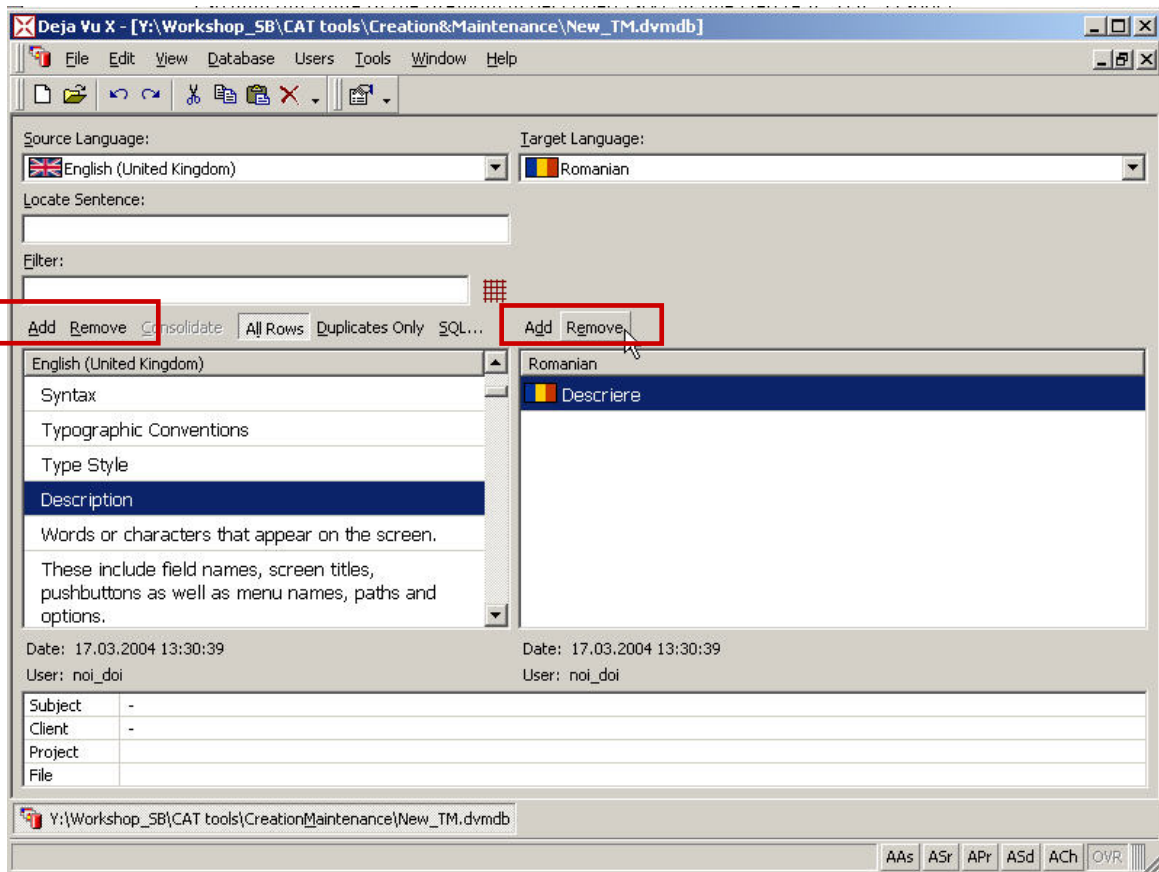 Deja Vu X - [Y:\Workshop_SB\CAT tools\Creation&Maintenance\New_TM.dvmdb]
File Edit View Database Users Tools Window Help
Source Language: Target Language:
English (United Kingdom) Romanian
Locate Sentence:
Filter:
Add Remove Consolidate All Rows Duplicates Only SQL... Add Remove
English (United Kingdom) Romanian
Syntax Descriere
Typographic Conventions
Type Style
Description
Words or characters that appear on the screen.
These include field names, screen titles,
pushbuttons as well as menu names, paths and
options.
Date: 17.03.2004 13:30:39 Date: 17.03.2004 13:30:39
User: noi_doi User: noi_doi
Subject -
Client -
Project
File
Y:\Workshop_SB\CAT tools\CreationMaintenance\New_TM.dvmdb
AAs ASr APr ASd ACh OVR